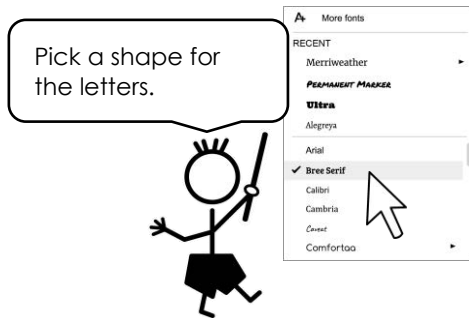 Pick a shape for
the letters.
More fonts
RECENT
Merriweather
Permanent Marker
Ultra
Alegreya
Arial
Bree Serif
Calibri
Cambria
Caveat
Comfortaa